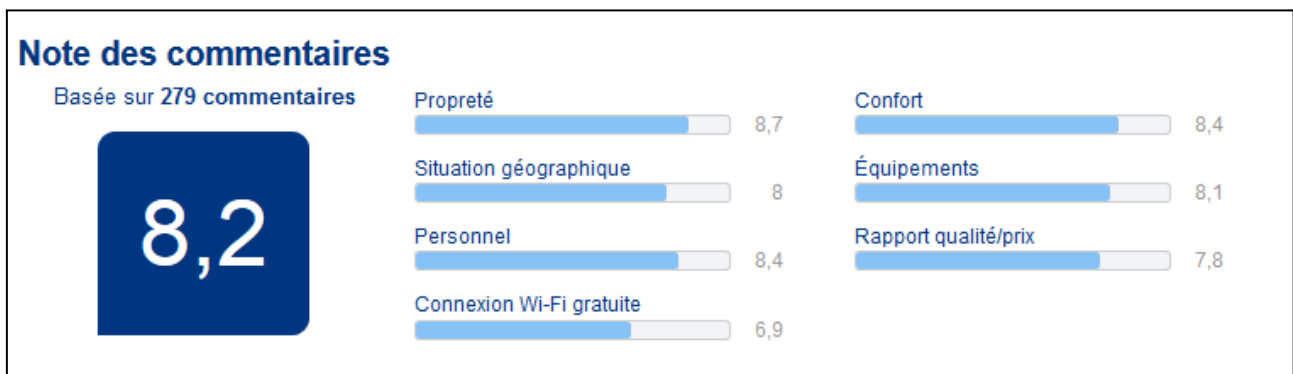 Note des commentaires
Basée sur 279 commentaires
8,2
Propreté
8,7
Situation géographique
8
Personnel
8,4
Connexion Wi-Fi gratuite
6,9
Confort
8,4
Équipements
8,1
Rapport qualité/prix
7,8